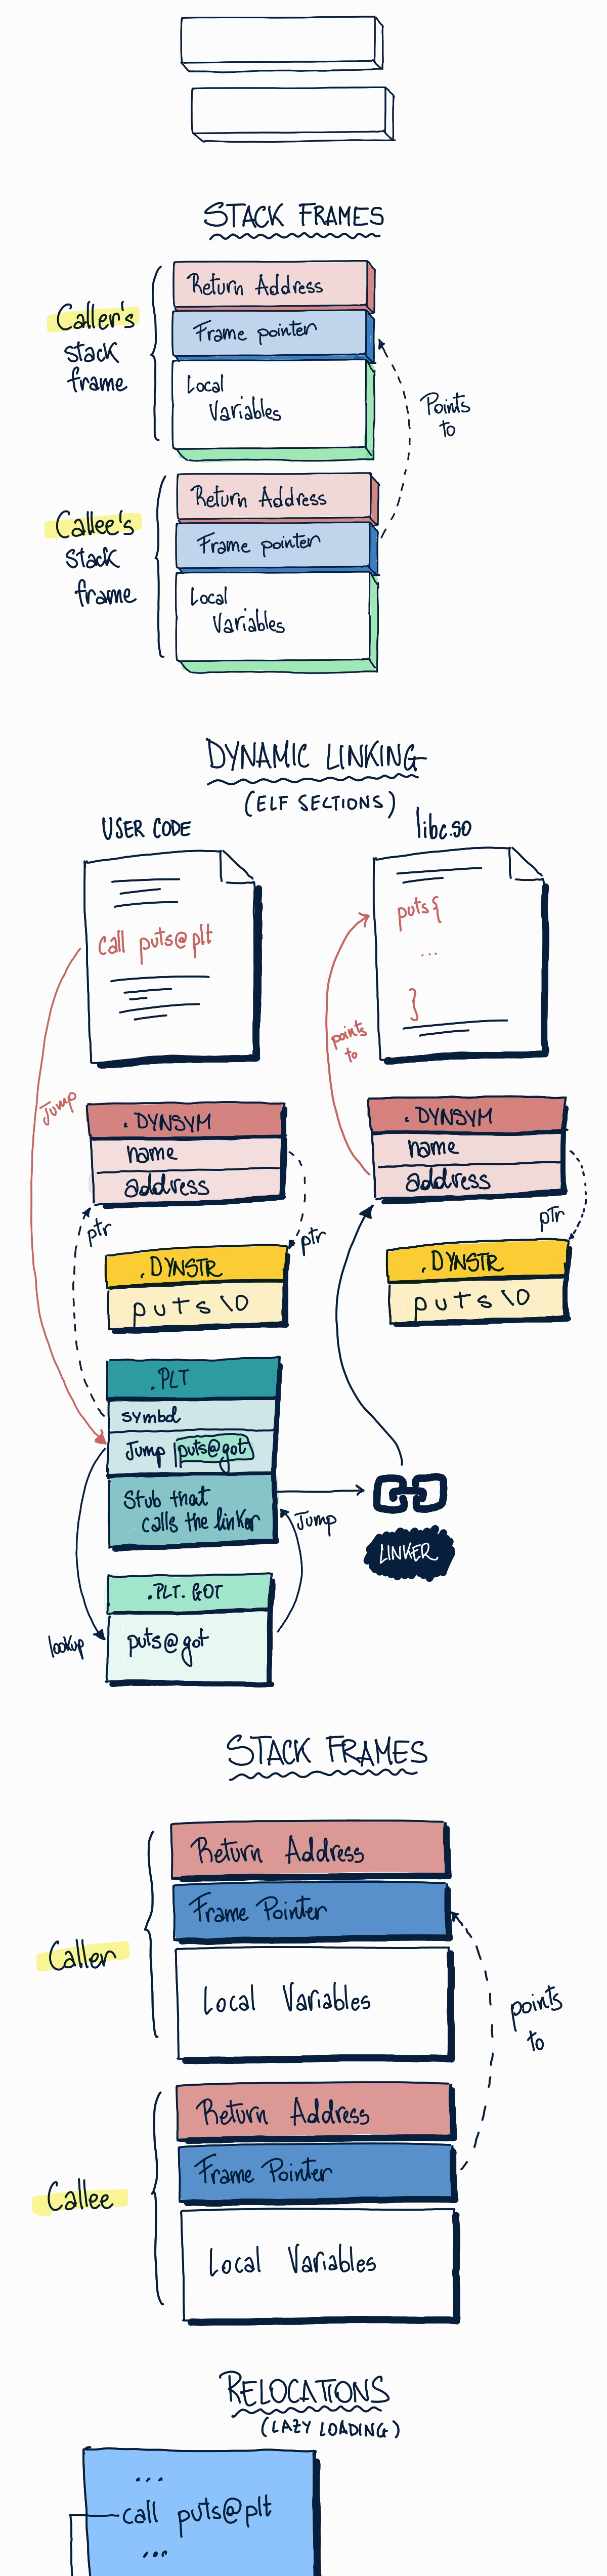 STACK FRAMES
Return Address
Caller's
stack
frame
Frame pointer
Local
Variables
Points
to
Return Address
Callee's
stack
frame
Frame pointer
Local
Variables
DYNAMIC LINKING
(ELF SECTIONS)
USER CODE
call puts@plt
libc.so
puts{
...
}
Jump
points
to
.DYNSYM
name
address
ptr
ptr
.DYNSTR
puts\0
.DYNSYM
name
address
ptr
.DYNSTR
puts\0
.PLT
symbol
Jump puts@got
Stub that
calls the linker
Jump
LINKER
.PLT.GOT
puts@got
lookup
STACK FRAMES
Return Address
Frame Pointer
Caller
Local Variables
points
to
Return Address
Frame Pointer
Callee
Local Variables
RELOCATIONS
(LAZY LOADING)
...
call puts@plt
...